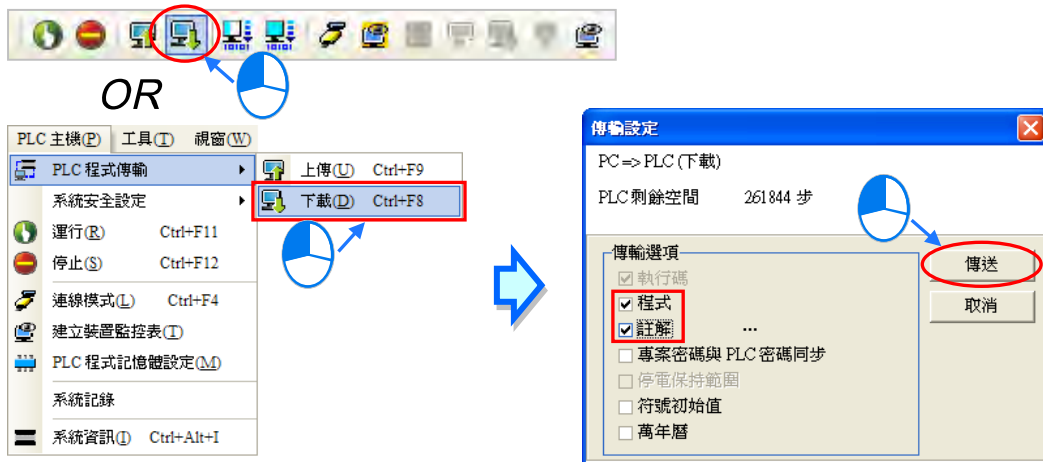 OR
PLC 主機(P) 工具(T) 視窗(W)
PLC 程式傳輸
系統安全設定
運行(R) Ctrl+F11
停止(S) Ctrl+F12
連線模式(L) Ctrl+F4
建立裝置監控表(T)
PLC 程式記憶體設定(M)
系統記錄
系統資訊(I) Ctrl+Alt+I
上傳(U) Ctrl+F9
下載(D) Ctrl+F8
傳輸設定
PC => PLC (下載)
PLC 剩餘空間 261844 步
傳輸選項
執行碼
程式
註解 ...
專案密碼與 PLC 密碼同步
停電保持範圍
符號初始值
萬年曆
傳送
取消